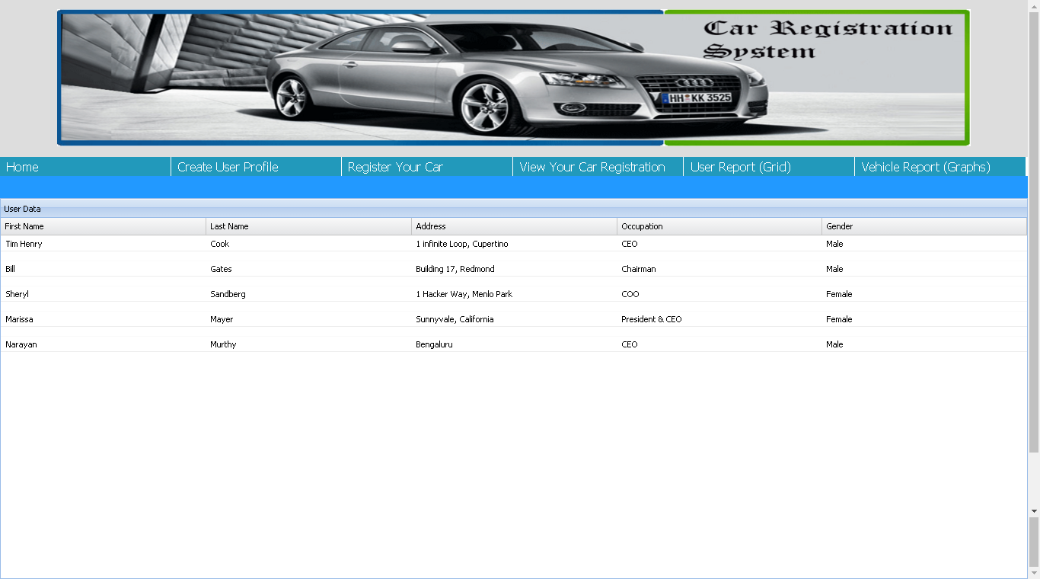 Car Registration
System
HH KK 3525
Home Create User Profile Register Your Car View Your Car Registration User Report (Grid) Vehicle Report (Graphs)
User Data
First Name Last Name Address Occupation Gender
Tim Henry Cook 1 infinite Loop, Cupertino CEO Male
Bill Gates Building 17, Redmond Chairman Male
Sheryl Sandberg 1 Hacker Way, Menlo Park COO Female
Marissa Mayer Sunnyvale, California President & CEO Female
Narayan Murthy Bengaluru CEO Male